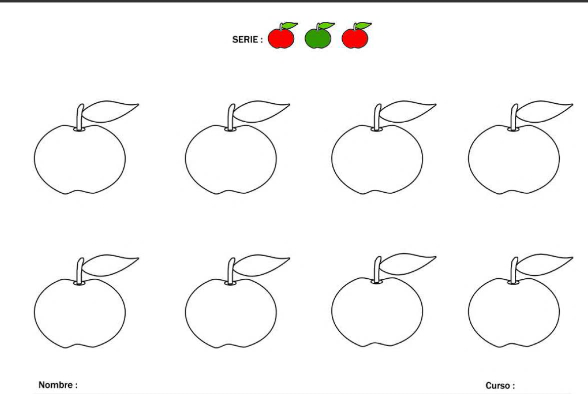 SERIE :
Nombre :
Curso :